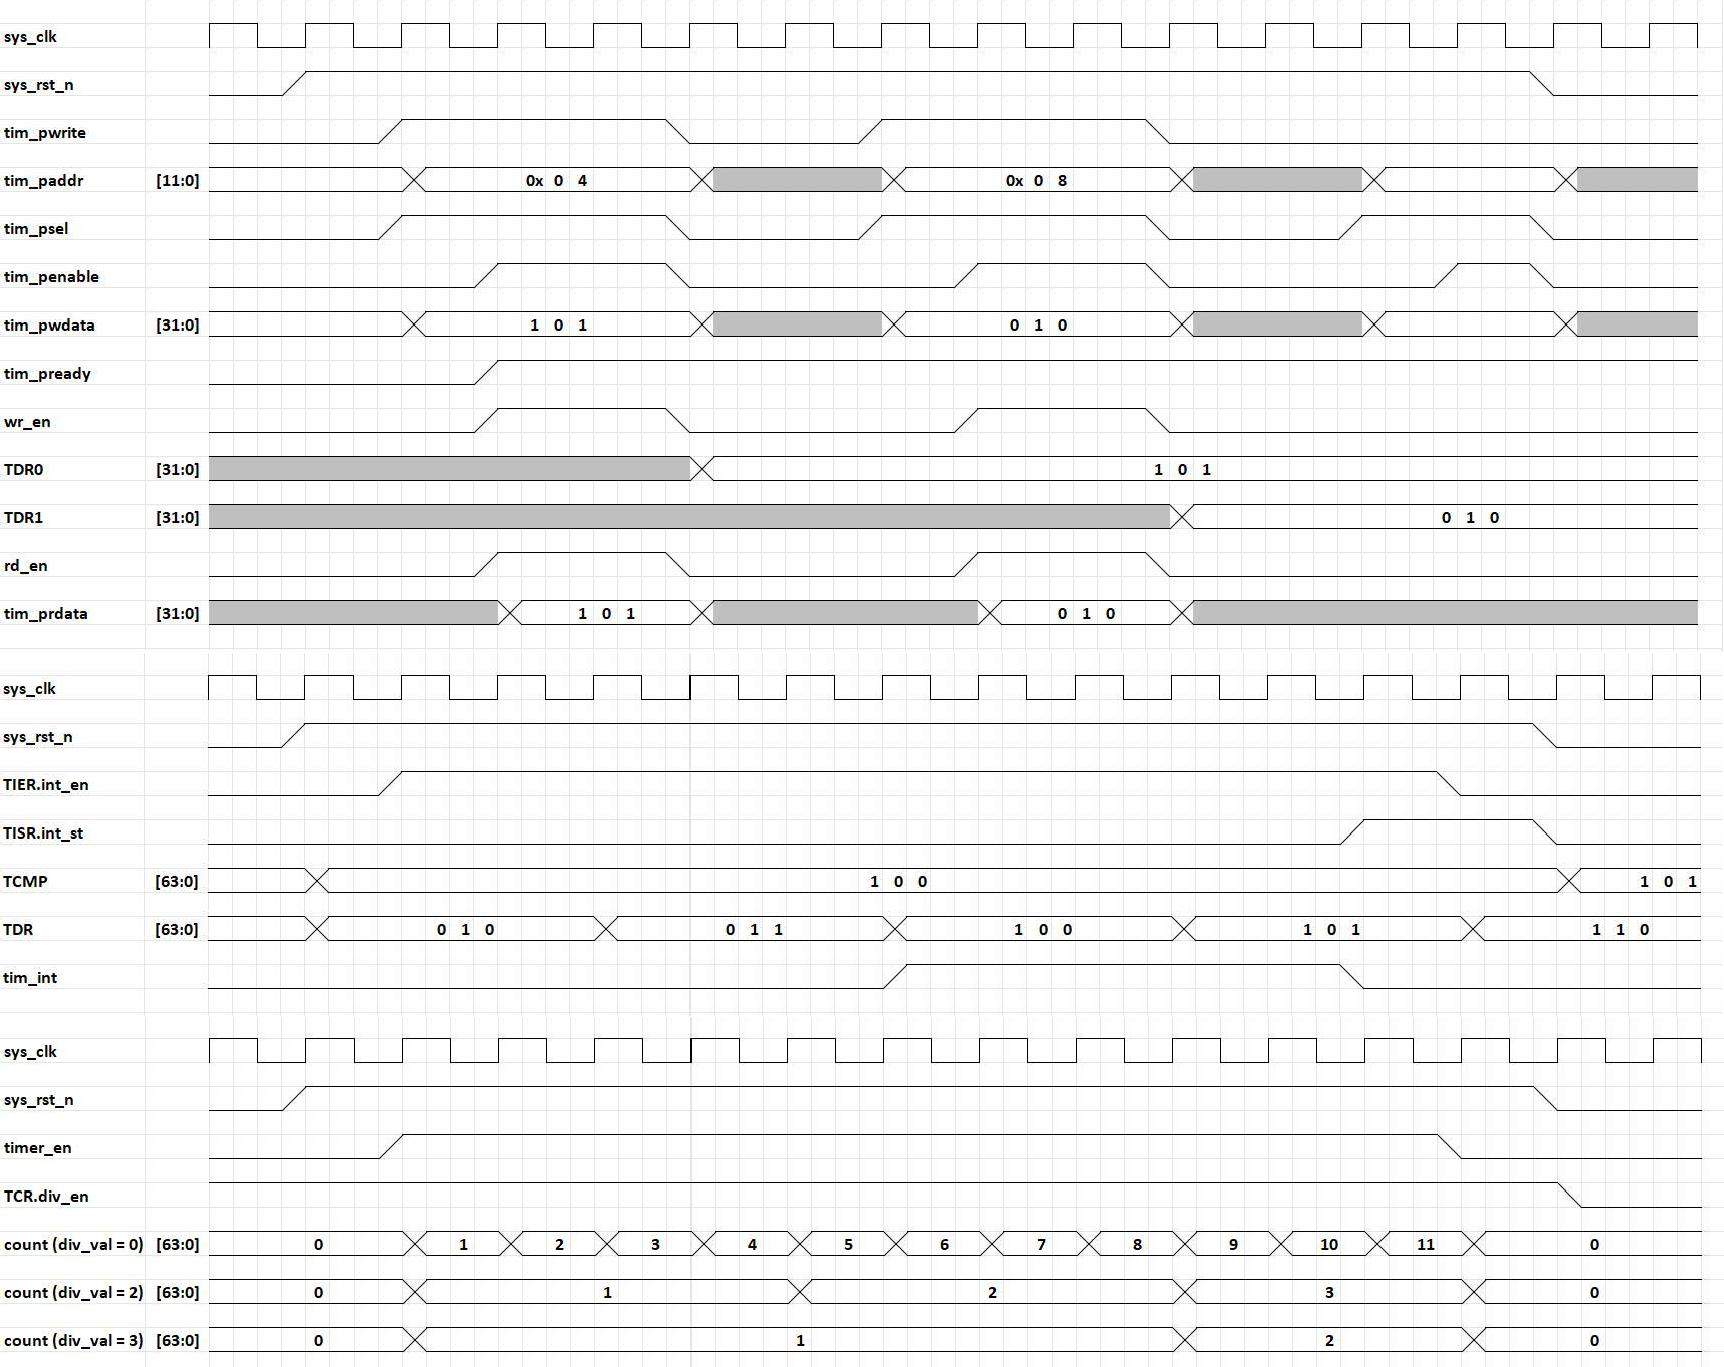 sys_clk
sys_rst_n
tim_pwrite
tim_paddr [11:0] 0x 0 4 0x 0 8
tim_psel
tim_penable
tim_pwdata [31:0] 1 0 1 0 1 0
tim_pready
wr_en
TDR0 [31:0] 1 0 1
TDR1 [31:0] 0 1 0
rd_en
tim_prdata [31:0] 1 0 1 0 1 0
sys_clk
sys_rst_n
TIER.int_en
TISR.int_st
TCMP [63:0] 1 0 0 1 0 1
TDR [63:0] 0 1 0 0 1 1 1 0 0 1 0 1 1 1 0
tim_int
sys_clk
sys_rst_n
timer_en
TCR.div_en
count (div_val = 0) [63:0] 0 1 2 3 4 5 6 7 8 9 10 11 0
count (div_val = 2) [63:0] 0 1 2 3 0
count (div_val = 3) [63:0] 0 1 2 0